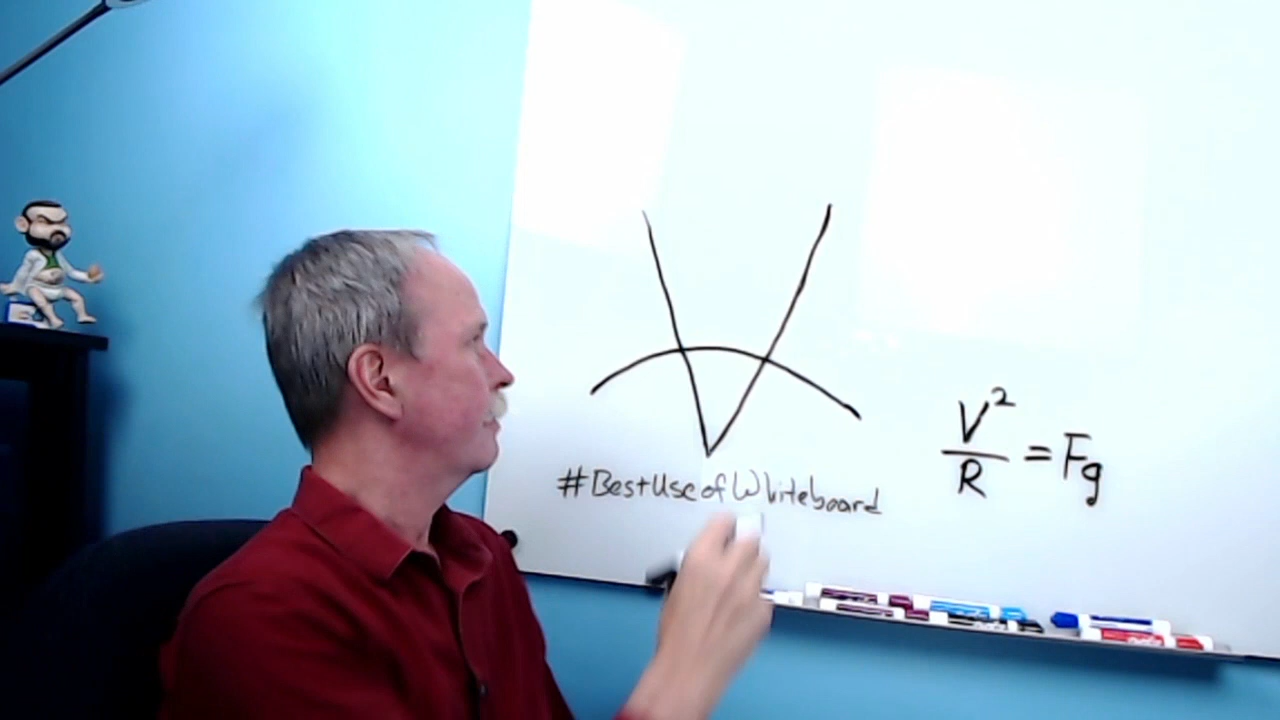 #BestUseofWhiteboard
V²
—
R
= Fg